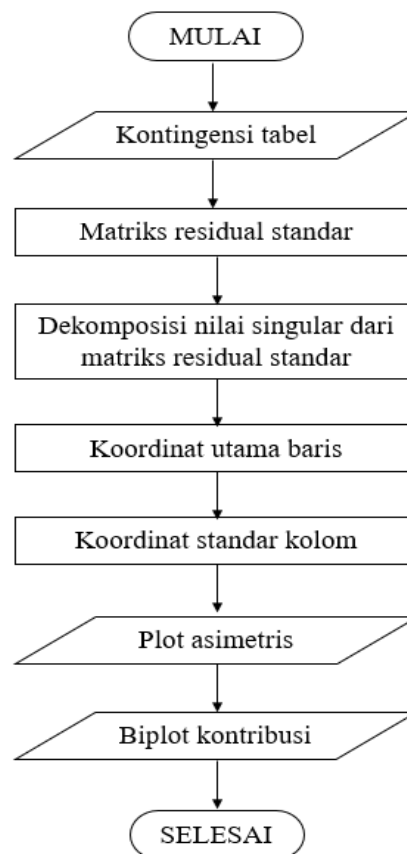 MULAI
Kontingensi tabel
Matriks residual standar
Dekomposisi nilai singular dari
matriks residual standar
Koordinat utama baris
Koordinat standar kolom
Plot asimetris
Biplot kontribusi
SELESAI